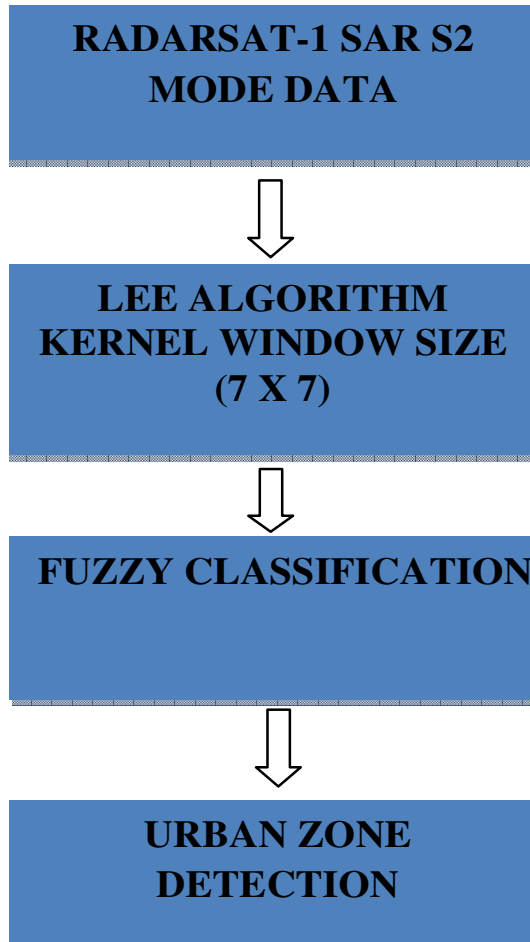 RADARSAT-1 SAR S2
MODE DATA
LEE ALGORITHM
KERNEL WINDOW SIZE
(7 X 7)
FUZZY CLASSIFICATION
URBAN ZONE
DETECTION